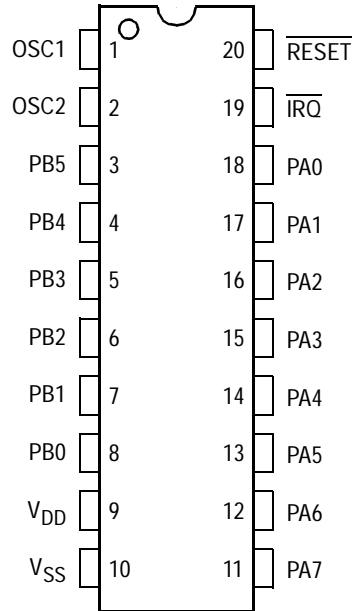 OSC1 1 20 RESET
OSC2 2 19 IRQ
PB5 3 18 PA0
PB4 4 17 PA1
PB3 5 16 PA2
PB2 6 15 PA3
PB1 7 14 PA4
PB0 8 13 PA5
VDD 9 12 PA6
VSS 10 11 PA7